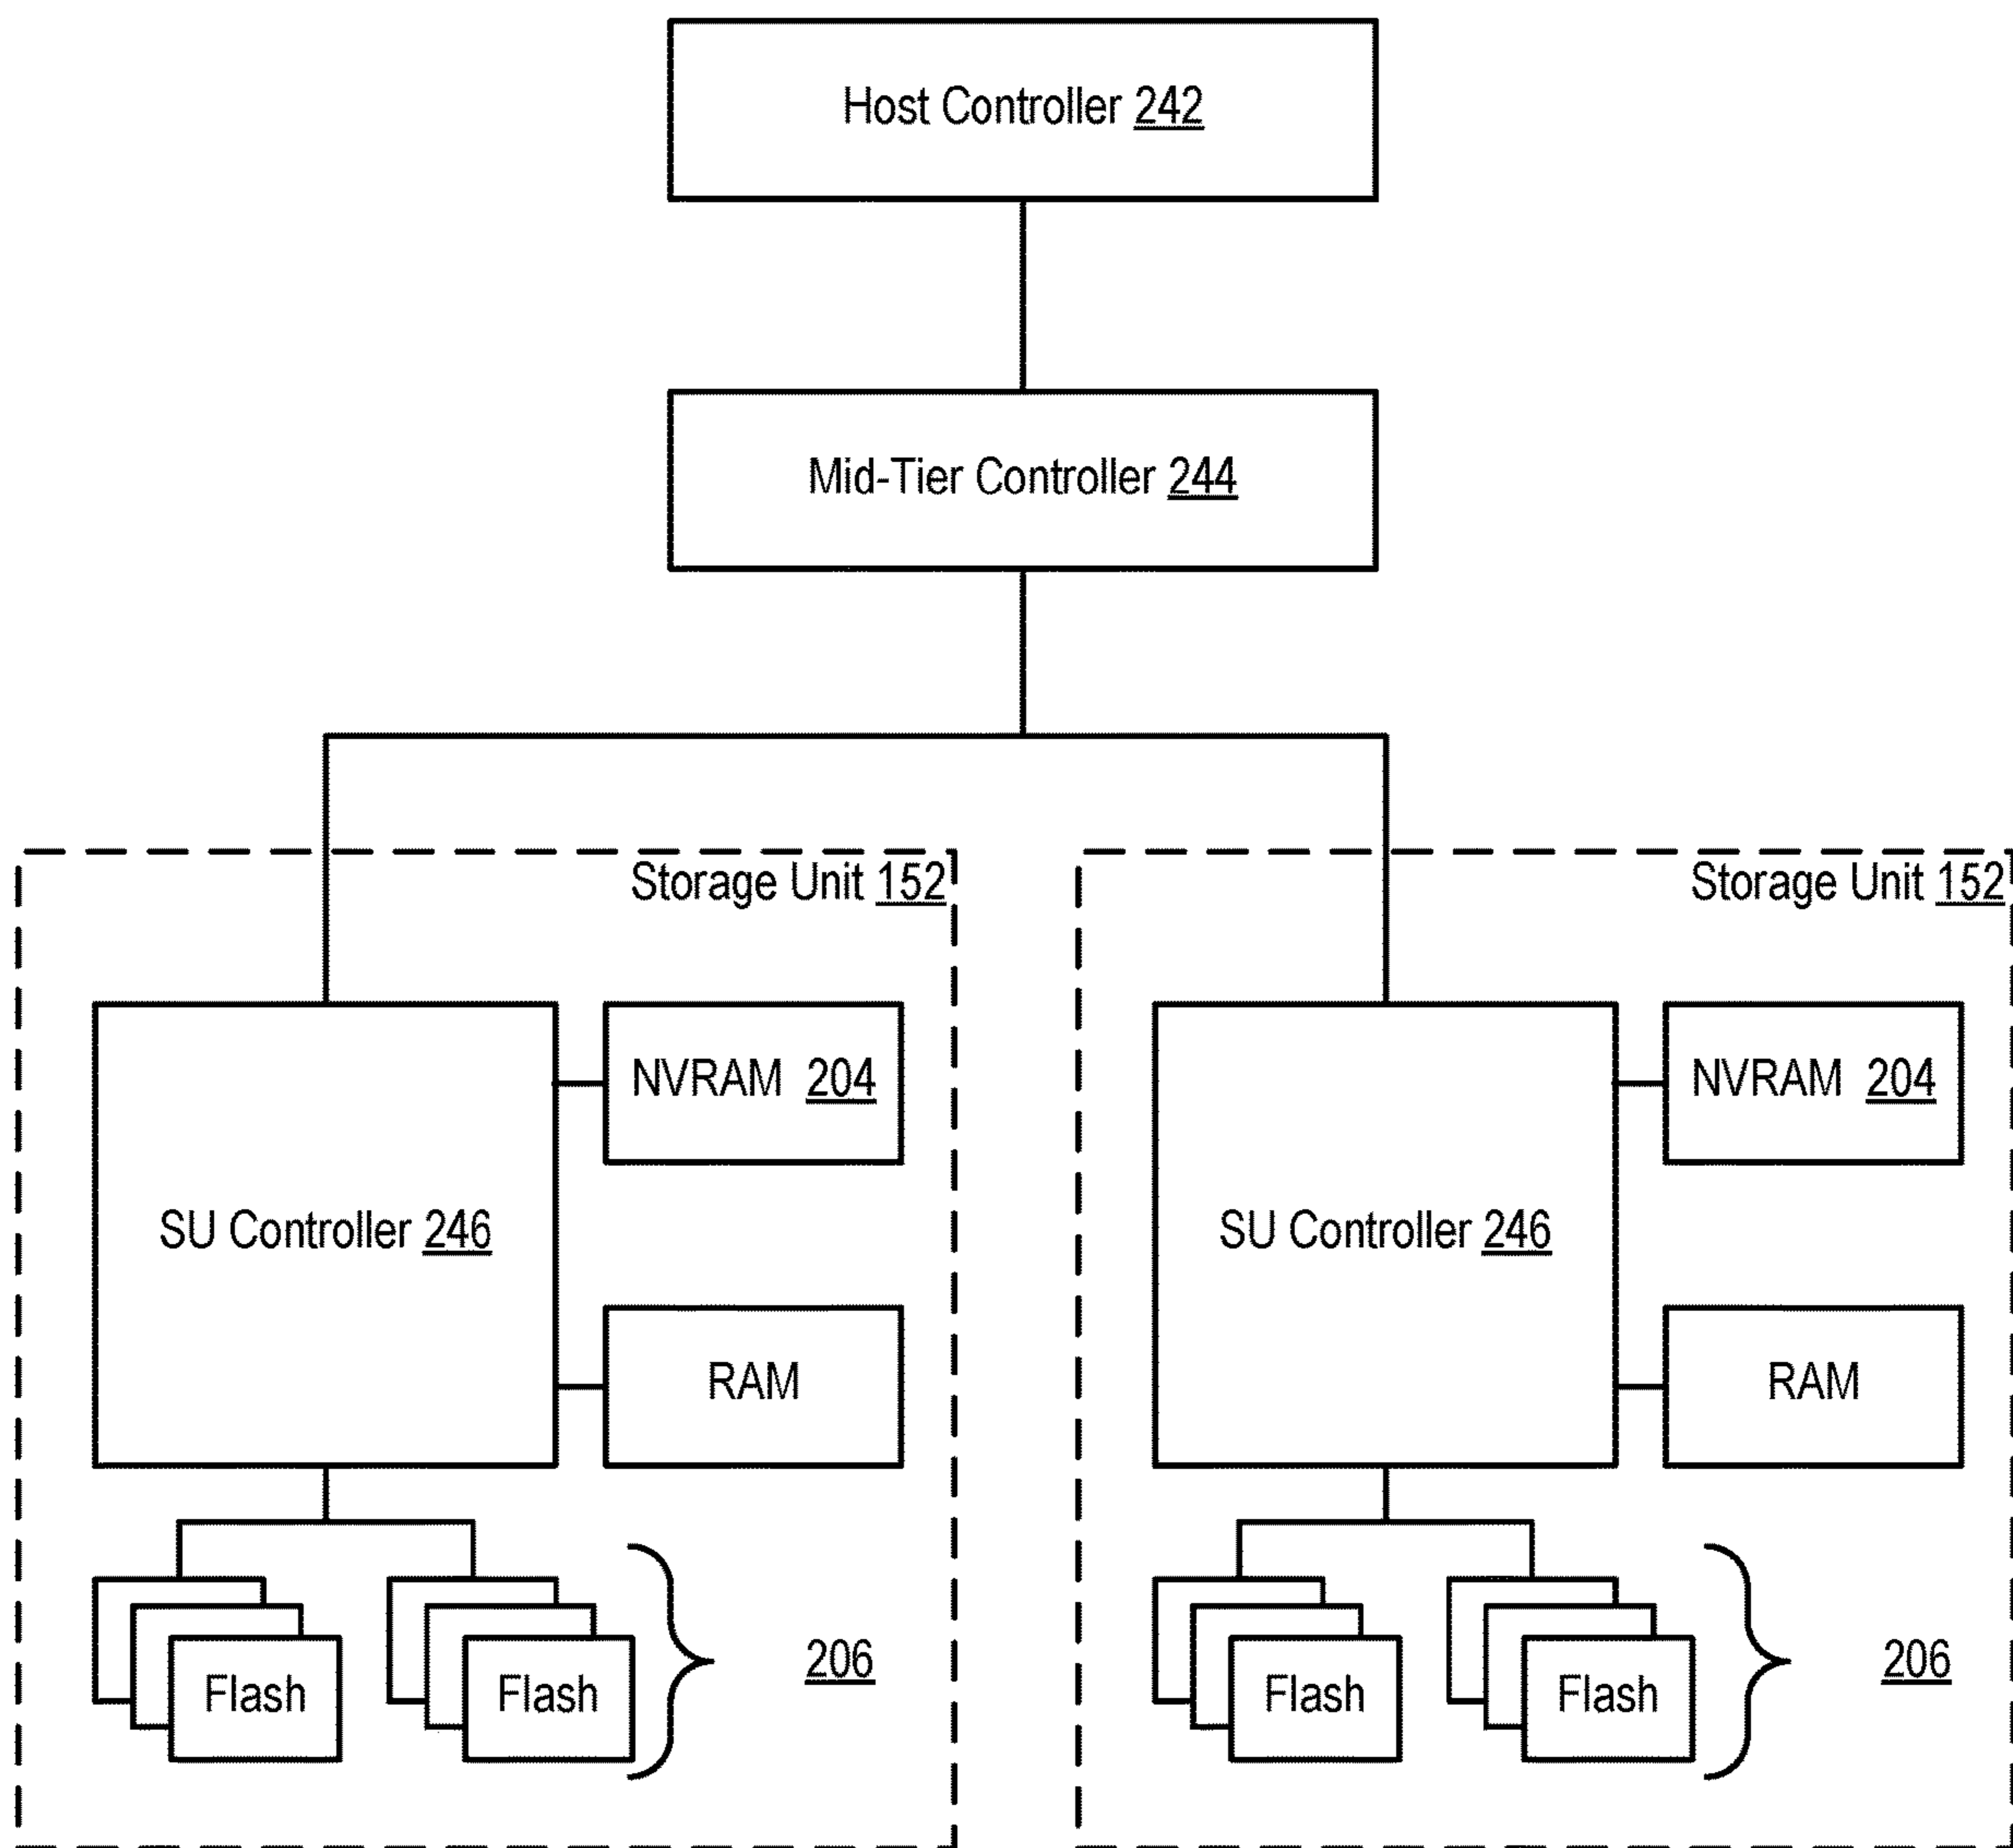 Host Controller 242
Mid-Tier Controller 244
Storage Unit 152
NVRAM 204
SU Controller 246
RAM
Flash
Flash
206
Storage Unit 152
NVRAM 204
SU Controller 246
RAM
Flash
Flash
206